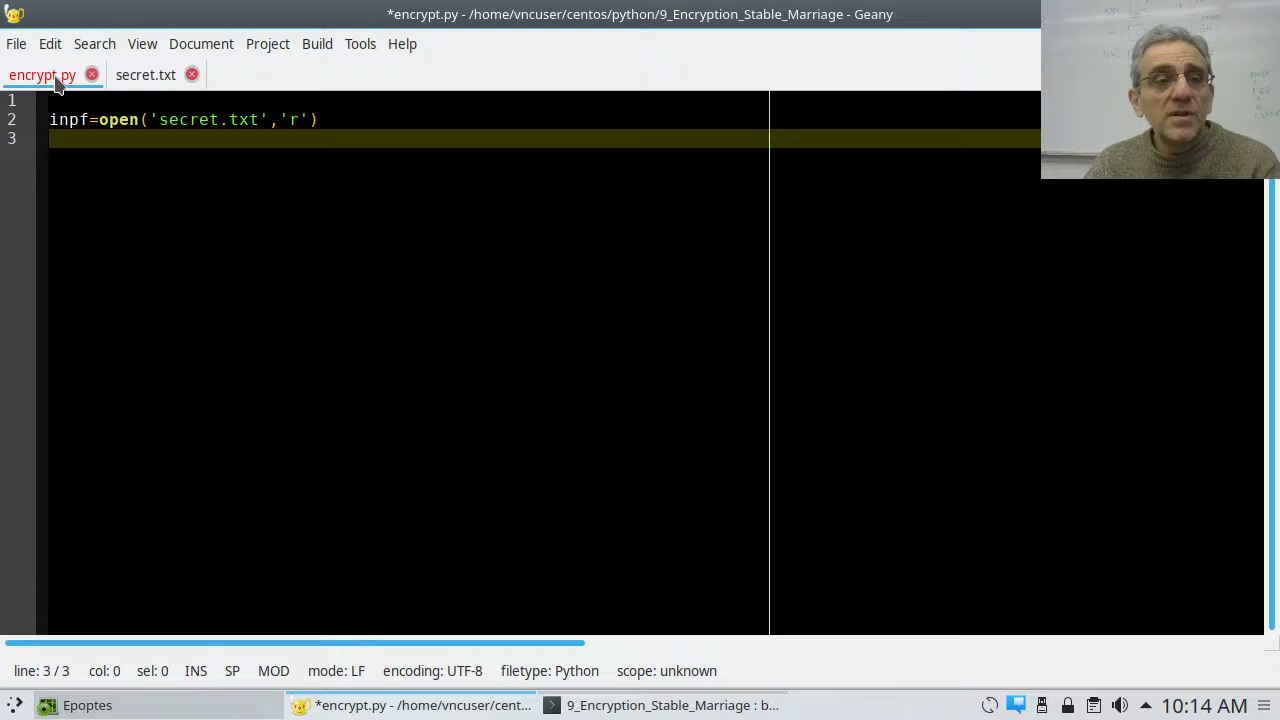 *encrypt.py - /home/vncuser/centos/python/9_Encryption_Stable_Marriage - Geany
File Edit Search View Document Project Build Tools Help
encrypt.py secret.txt
1
2 inpf=open('secret.txt','r')
3
line: 3 / 3 col: 0 sel: 0 INS SP MOD mode: LF encoding: UTF-8 filetype: Python scope: unknown
Epoptes *encrypt.py - /home/vncuser/cent... 9_Encryption_Stable_Marriage : b... 10:14 AM